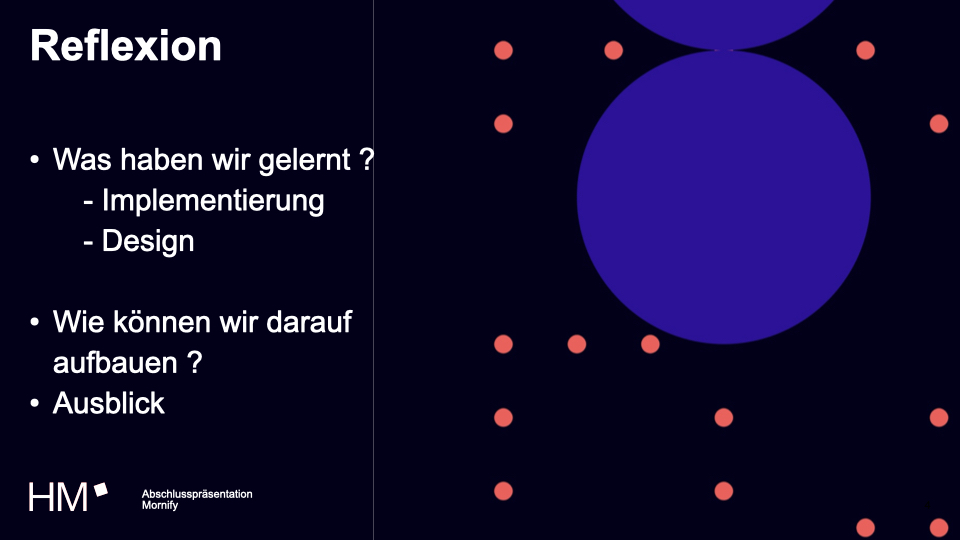 Reflexion
• Was haben wir gelernt ?
- Implementierung
- Design
• Wie können wir darauf
aufbauen ?
• Ausblick
HM
Abschlusspräsentation
Mornify